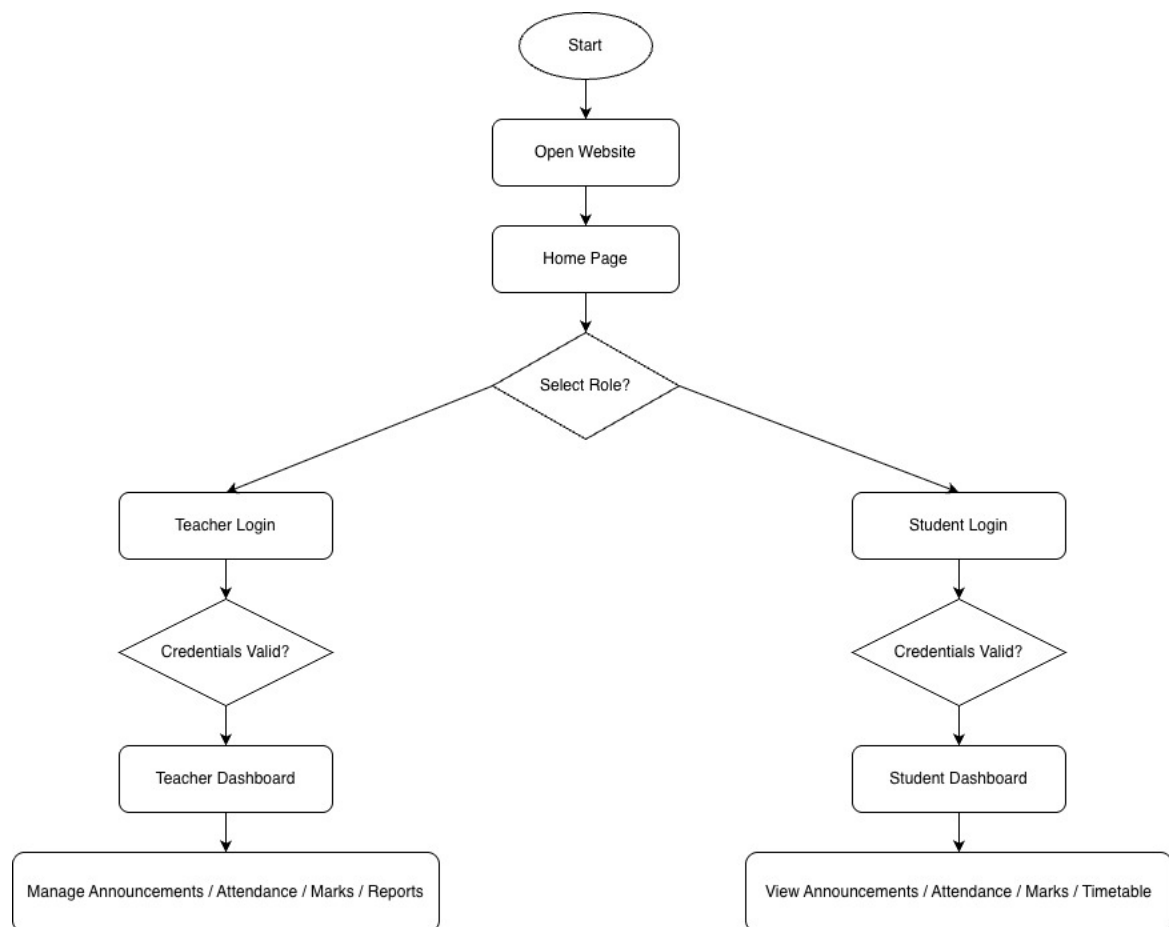 Start
Open Website
Home Page
Select Role?
Teacher Login
Student Login
Credentials Valid?
Credentials Valid?
Teacher Dashboard
Student Dashboard
Manage Announcements / Attendance / Marks / Reports
View Announcements / Attendance / Marks / Timetable